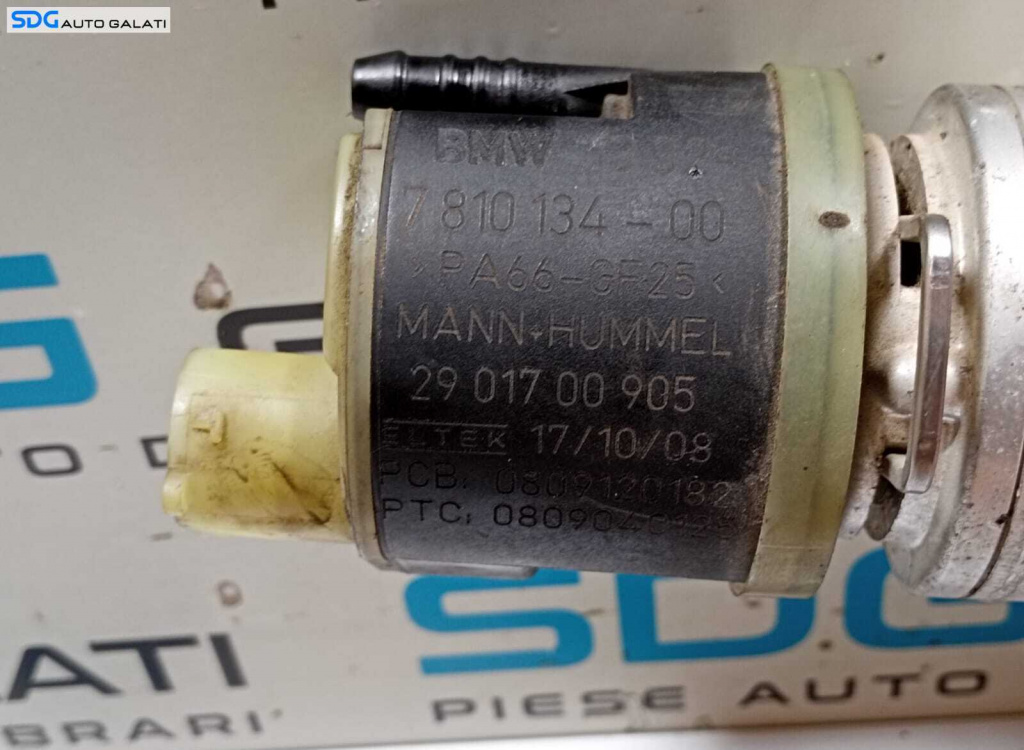 SDG AUTO GALATI
BMW
7 810 134 - 00
>PA66-GF25<
MANN+HUMMEL
29 017 00 905
ELTEK 17/10/08
PCB: 0809120182
PTC: 080904
SDG
PIESE AUTO